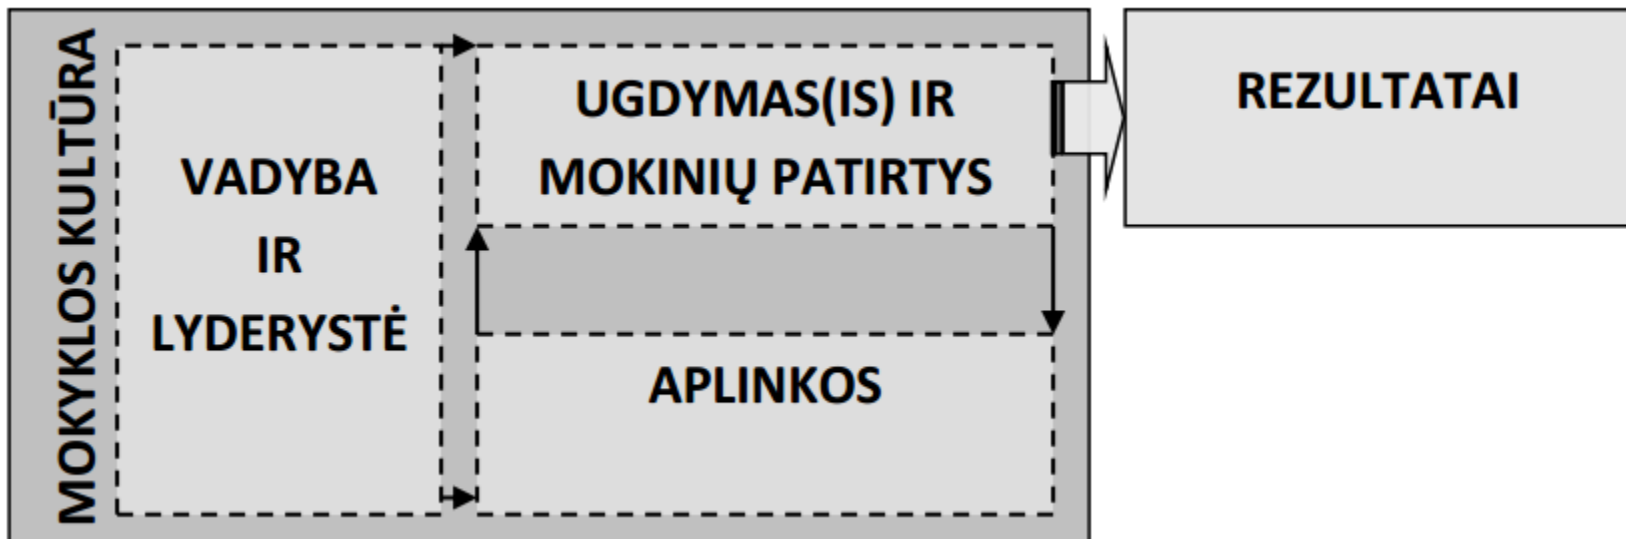 MOKYKLOS KULTŪRA
VADYBA
IR
LYDERYSTĖ
UGDYMAS(IS) IR
MOKINIŲ PATIRTYS
APLINKOS
REZULTATAI